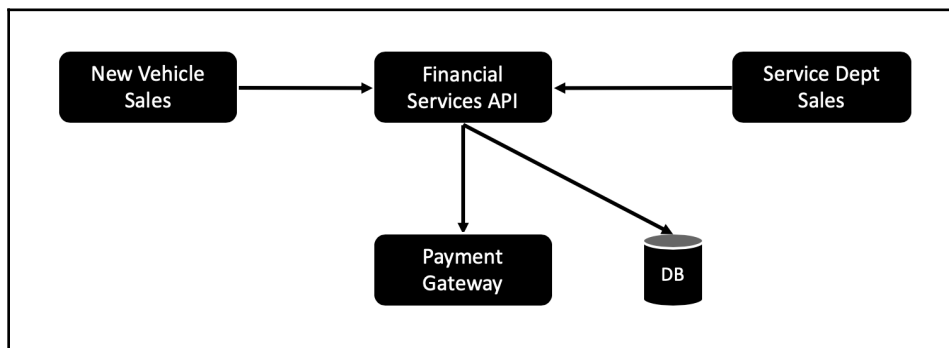 New Vehicle
Sales
Financial
Services API
Service Dept
Sales
Payment
Gateway
DB